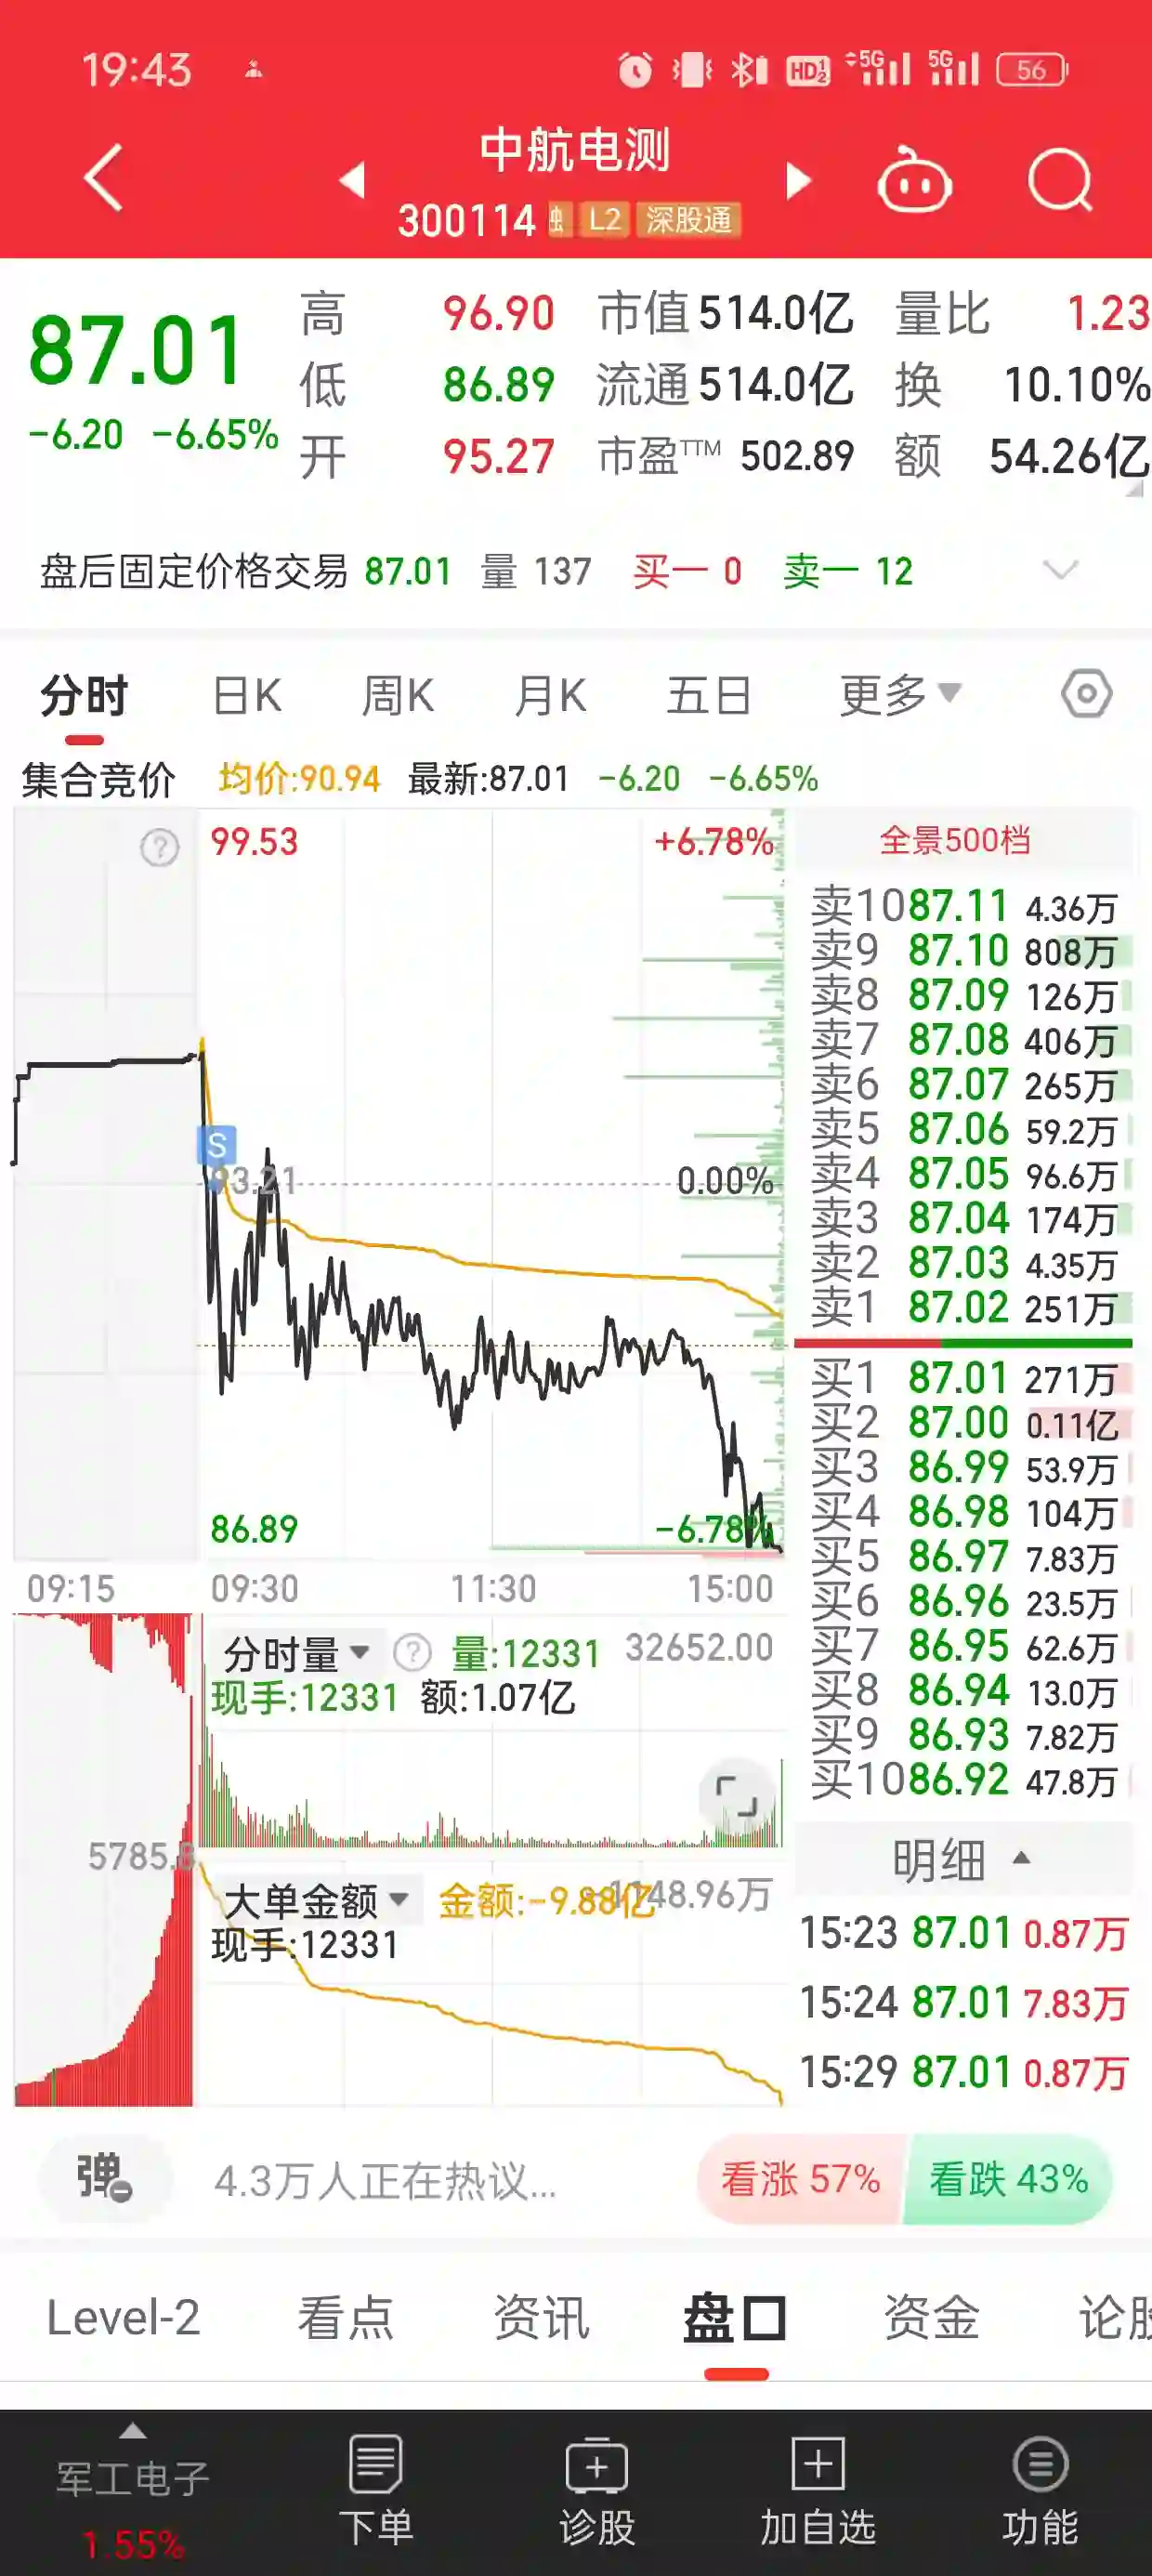 19:43 HD 1 2 5G 5G 56
中航电测
300114 L2 深股通
87.01
-6.20 -6.65%
高 96.90 市值 514.0亿 量比 1.23
低 86.89 流通 514.0亿 换 10.10%
开 95.27 市盈TTM 502.89 额 54.26亿
盘后固定价格交易 87.01 量 137 买一 0 卖一 12
分时 日K 周K 月K 五日 更多
集合竞价 均价:90.94 最新:87.01 -6.20 -6.65%
99.53 +6.78%
S
93.21 0.00%
86.89 -6.78%
09:15 09:30 11:30 15:00
全景500档
卖10 87.11 4.36万
卖9 87.10 808万
卖8 87.09 126万
卖7 87.08 406万
卖6 87.07 265万
卖5 87.06 59.2万
卖4 87.05 96.6万
卖3 87.04 174万
卖2 87.03 4.35万
卖1 87.02 251万
买1 87.01 271万
买2 87.00 0.11亿
买3 86.99 53.9万
买4 86.98 104万
买5 86.97 7.83万
买6 86.96 23.5万
买7 86.95 62.6万
买8 86.94 13.0万
买9 86.93 7.82万
买10 86.92 47.8万
分时量 ? 量:12331 32652.00
现手:12331 额:1.07亿
大单金额 金额:-9.88亿
现手:12331
明细
15:23 87.01 0.87万
15:24 87.01 7.83万
15:29 87.01 0.87万
弹 4.3万人正在热议... 看涨 57% 看跌 43%
Level-2 看点 资讯 盘口 资金
军工电子 下单 诊股 加自选 功能
1.55%